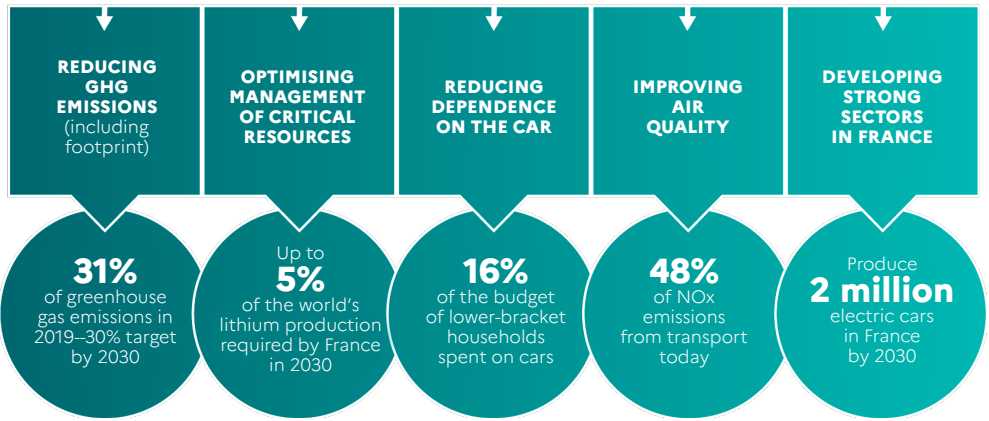 REDUCING
GHG
EMISSIONS
(including
footprint)
OPTIMISING
MANAGEMENT
OF CRITICAL
RESOURCES
REDUCING
DEPENDENCE
ON THE CAR
IMPROVING
AIR
QUALITY
DEVELOPING
STRONG
SECTORS
IN FRANCE
31%
of greenhouse
gas emissions in
2019–30% target
by 2030
Up to
5%
of the world's
lithium production
required by France
in 2030
16%
of the budget
of lower-bracket
households
spent on cars
48%
of NOx
emissions
from transport
today
Produce
2 million
electric cars
in France
by 2030